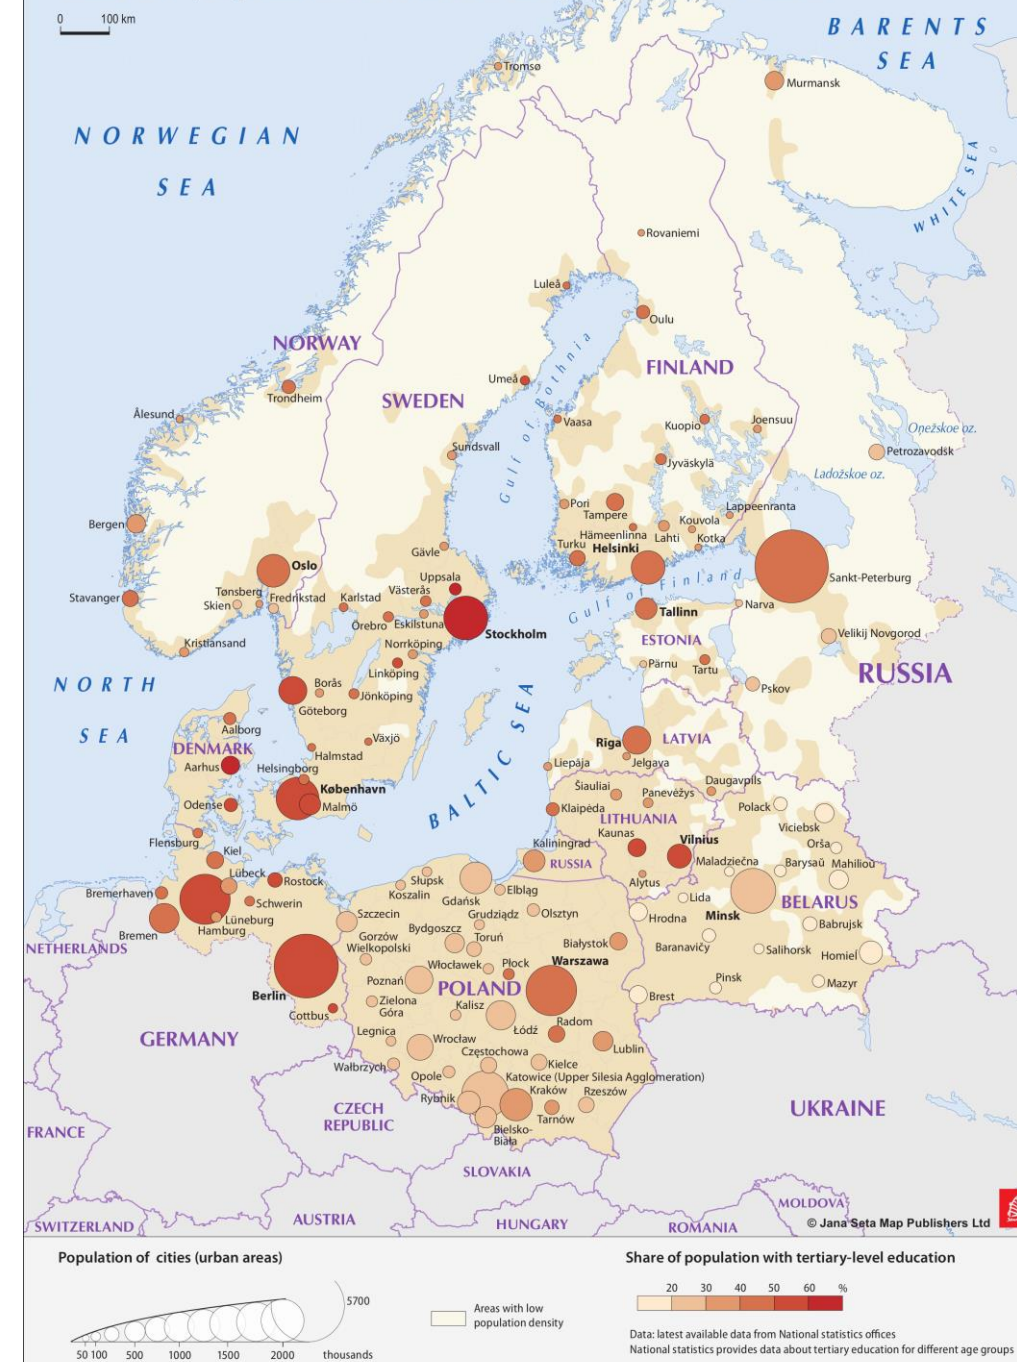 0 100 km
BARENTS
SEA
Tromsø
Murmansk
NORWEGIAN
SEA
WHITE SEA
Rovaniemi
Luleå
Oulu
NORWAY
FINLAND
Gulf of Bothnia
Umeå
Trondheim
SWEDEN
Ålesund
Vaasa
Kuopio
Joensuu
Onežskoe oz.
Sundsvall
Petrozavodsk
Jyväskylä
Ladožskoe oz.
Pori
Tampere
Lappeenranta
Bergen
Hämeenlinna
Lahti
Kouvola
Kotka
Turku
Helsinki
Gävle
Oslo
Uppsala
Gulf of Finland
Sankt-Peterburg
Stavanger
Tønsberg
Skien
Fredrikstad
Karlstad
Västerås
Örebro
Eskilstuna
Stockholm
Tallinn
Narva
Velikij Novgorod
Kristiansand
Norrköping
ESTONIA
Linköping
Pärnu
Tartu
RUSSIA
NORTH
SEA
Borås
Jönköping
Göteborg
Pskov
Aalborg
DENMARK
Växjö
Halmstad
Rīga
LATVIA
Jelgava
Liepāja
Aarhus
Helsingborg
København
Malmö
BALTIC SEA
Daugavpils
Šiauliai
Panevėžys
Odense
Klaipėda
LITHUANIA
Polack
Viciebsk
Flensburg
Kaunas
Vilnius
Orša
Kiel
Kaliningrad
RUSSIA
Maladziečna
Barysaŭ
Mahilioŭ
Lübeck
Rostock
Alytus
Bremerhaven
Schwerin
Słupsk
Koszalin
Gdańsk
Elbląg
Lida
BELARUS
Lüneburg
Hamburg
Szczecin
Grudziądz
Olsztyn
Hrodna
Minsk
Babrujsk
Bremen
Gorzów
Wielkopolski
Bydgoszcz
Toruń
Białystok
Baranavičy
Salihorsk
Homiel
NETHERLANDS
Włocławek
Płock
Warszawa
Poznań
POLAND
Pinsk
Mazyr
Berlin
Zielona
Góra
Kalisz
Brest
Cottbus
Łódź
Radom
GERMANY
Legnica
Wrocław
Częstochowa
Lublin
Wałbrzych
Opole
Kielce
Katowice (Upper Silesia Agglomeration)
Rybnik
Kraków
Rzeszów
Tarnów
Bielsko-
Biała
CZECH
REPUBLIC
UKRAINE
FRANCE
SLOVAKIA
SWITZERLAND
AUSTRIA
HUNGARY
ROMANIA
MOLDOVA
© Jana Seta Map Publishers Ltd
Population of cities (urban areas)
5700
50 100 500 1000 1500 2000 thousands
Areas with low
population density
Share of population with tertiary-level education
20 30 40 50 60 %
Data: latest available data from National statistics offices
National statistics provides data about tertiary education for different age groups